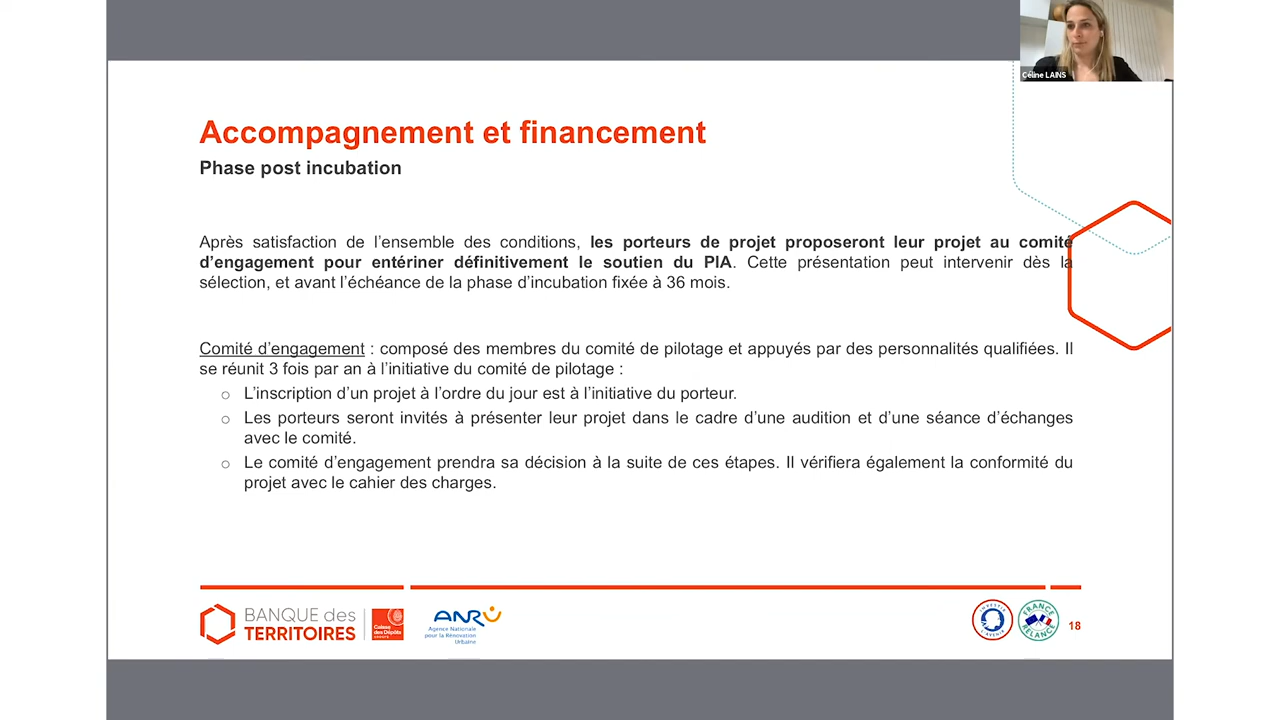 Céline LAINS
Accompagnement et financement
Phase post incubation
Après satisfaction de l’ensemble des conditions, les porteurs de projet proposeront leur projet au comité
d’engagement pour entériner définitivement le soutien du PIA. Cette présentation peut intervenir dès la
sélection, et avant l’échéance de la phase d’incubation fixée à 36 mois.
Comité d’engagement : composé des membres du comité de pilotage et appuyés par des personnalités qualifiées. Il
se réunit 3 fois par an à l’initiative du comité de pilotage :
o L’inscription d’un projet à l’ordre du jour est à l’initiative du porteur.
o Les porteurs seront invités à présenter leur projet dans le cadre d’une audition et d’une séance d’échanges
avec le comité.
o Le comité d’engagement prendra sa décision à la suite de ces étapes. Il vérifiera également la conformité du
projet avec le cahier des charges.
BANQUE des
TERRITOIRES
Caisse
des Dépôts
GROUPE
ANRU
Agence Nationale
pour la Rénovation
Urbaine
INVESTIR
L'AVENIR
FRANCE
RELANCE
18